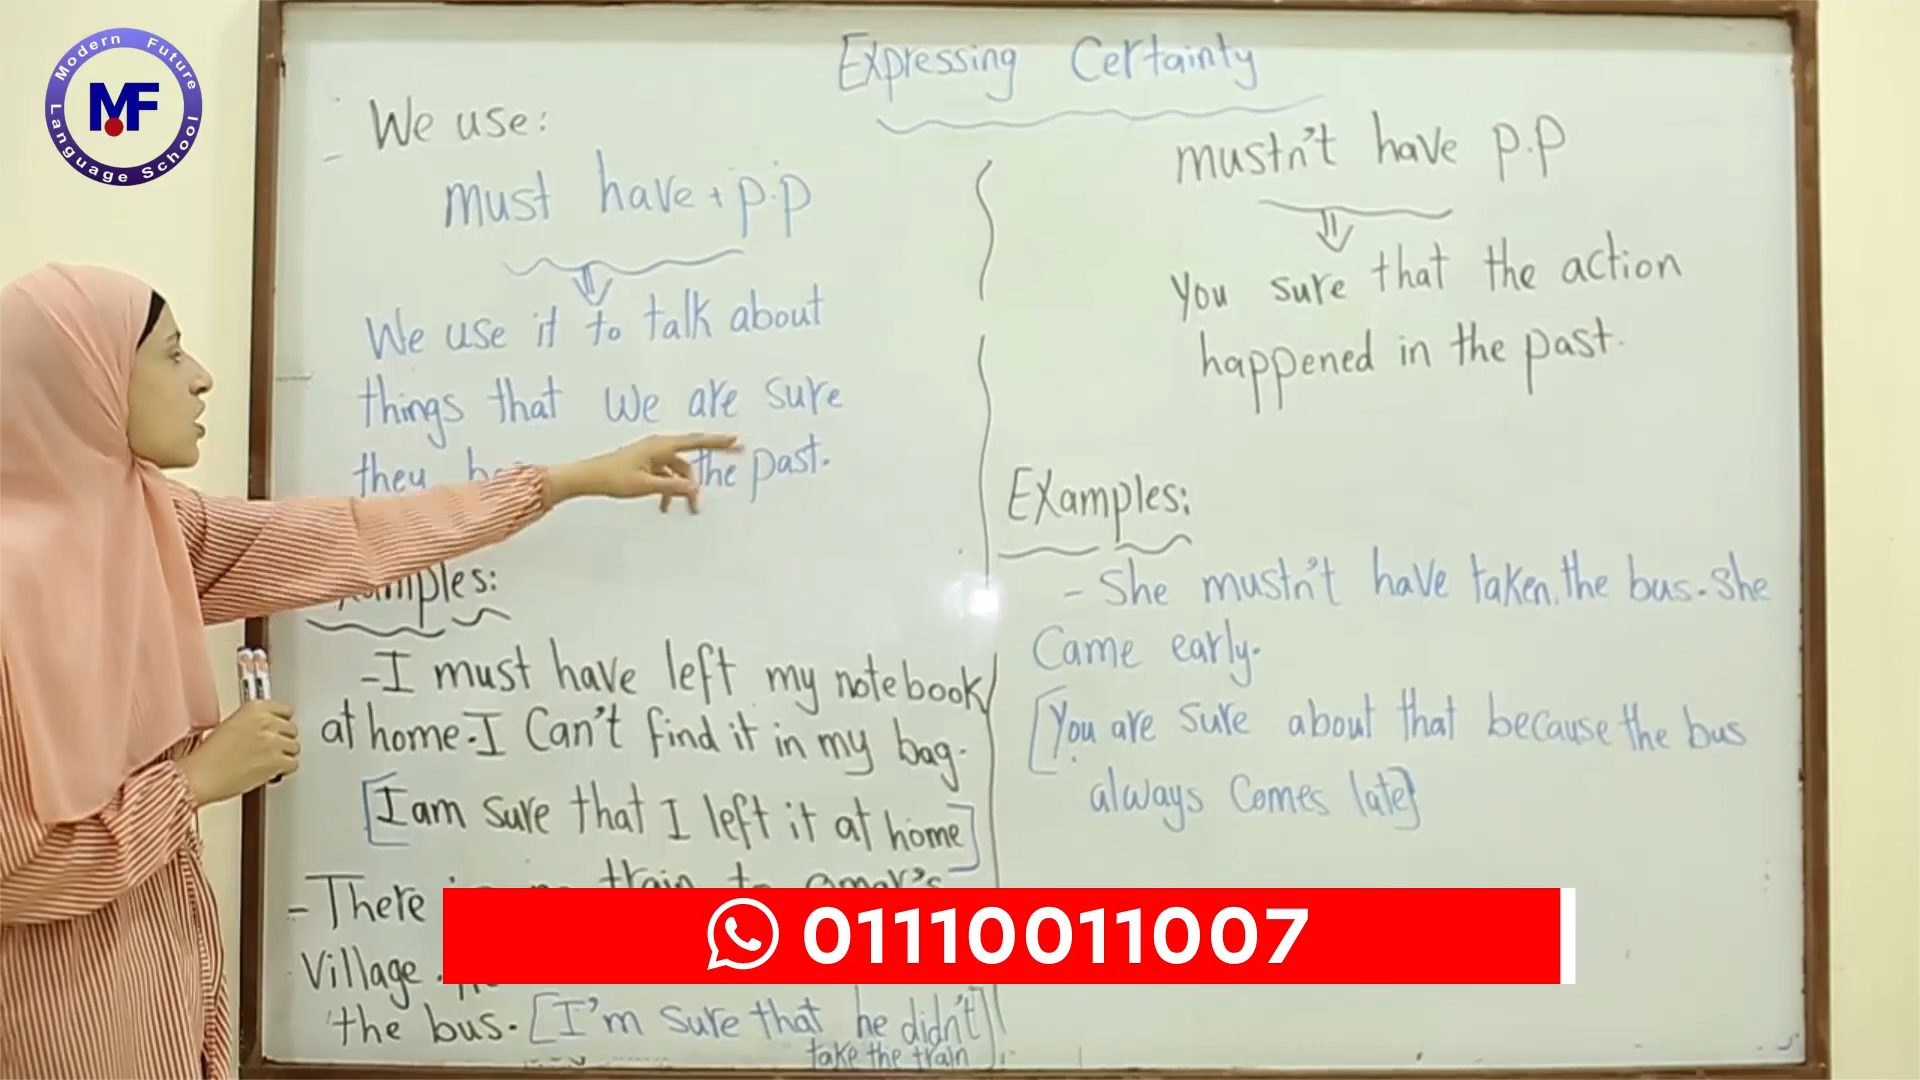 Modern Future
Language School
MF
Expressing Certainty
We use:
must have + p.p
We use it to talk about
things that we are sure
they the past.
Examples:
- I must have left my notebook
at home. I Can't find it in my bag.
[I am sure that I left it at home]
- There train to Omar's
Village.
the bus. [I'm sure that he didn't
take the train
mustn't have p.p
You sure that the action
happened in the past.
Examples:
- She mustn't have taken the bus. She
Came early.
[You are sure about that because the bus
always Comes late]
01110011007